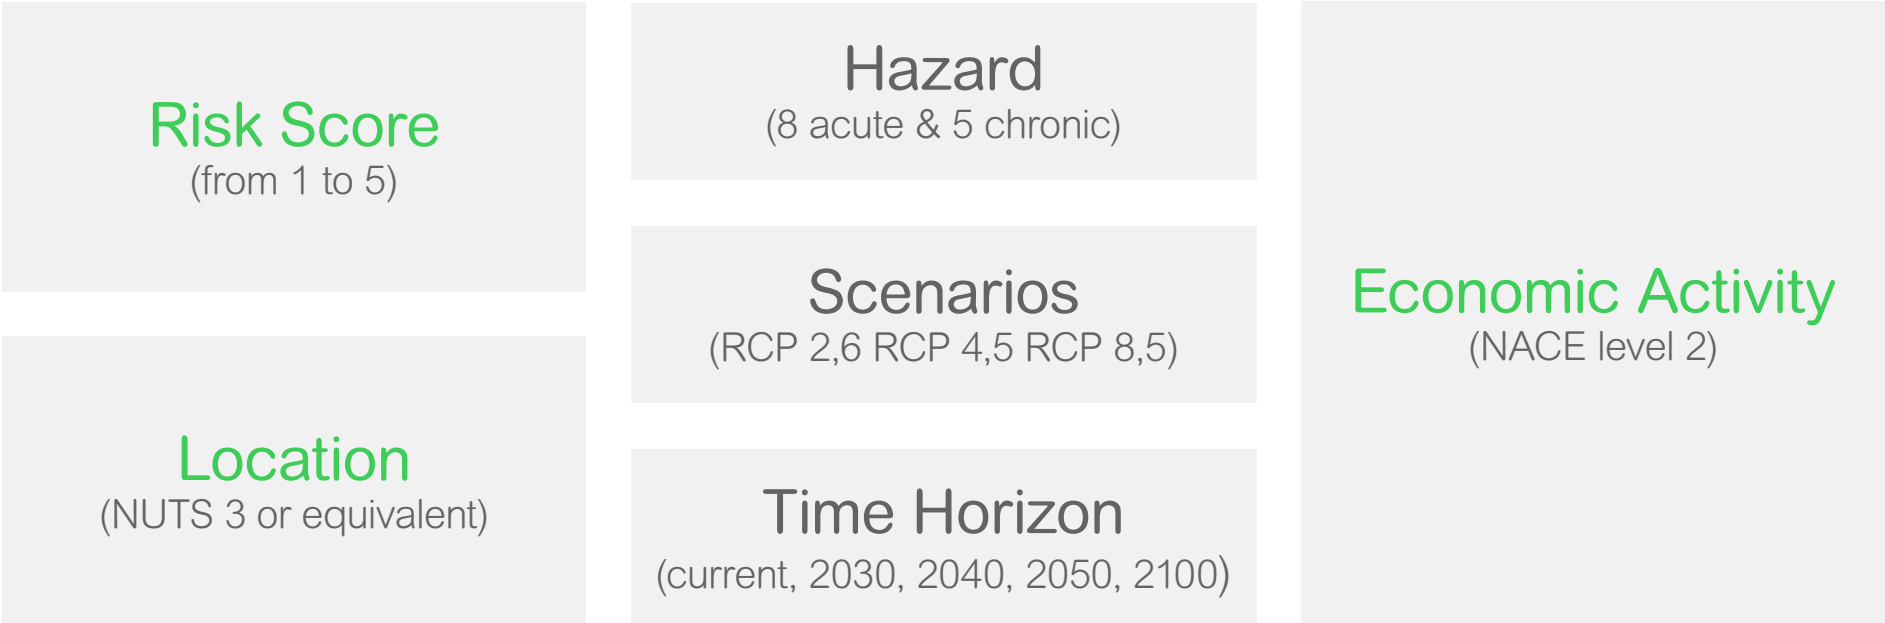 Risk Score
(from 1 to 5)
Location
(NUTS 3 or equivalent)
Hazard
(8 acute & 5 chronic)
Scenarios
(RCP 2,6 RCP 4,5 RCP 8,5)
Time Horizon
(current, 2030, 2040, 2050, 2100)
Economic Activity
(NACE level 2)